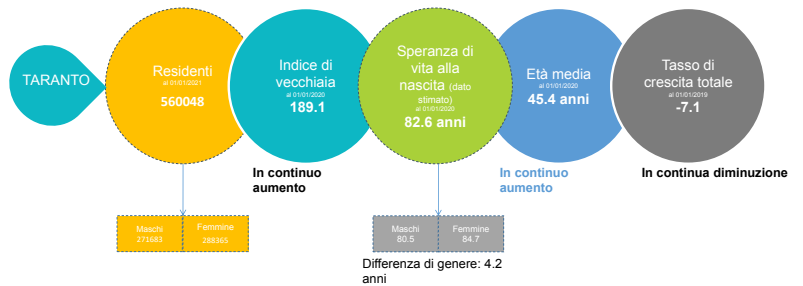 TARANTO
Residenti
al 01/01/2021
560048
Indice di
vecchiaia
al 01/01/2020
189.1
Speranza di
vita alla
nascita (dato
stimato)
al 01/01/2020
82.6 anni
Età media
al 01/01/2020
45.4 anni
Tasso di
crescita totale
al 01/01/2019
-7.1
In continuo
aumento
In continuo
aumento
In continua diminuzione
Maschi
271683
Femmine
288365
Maschi
80.5
Femmine
84.7
Differenza di genere: 4.2
anni